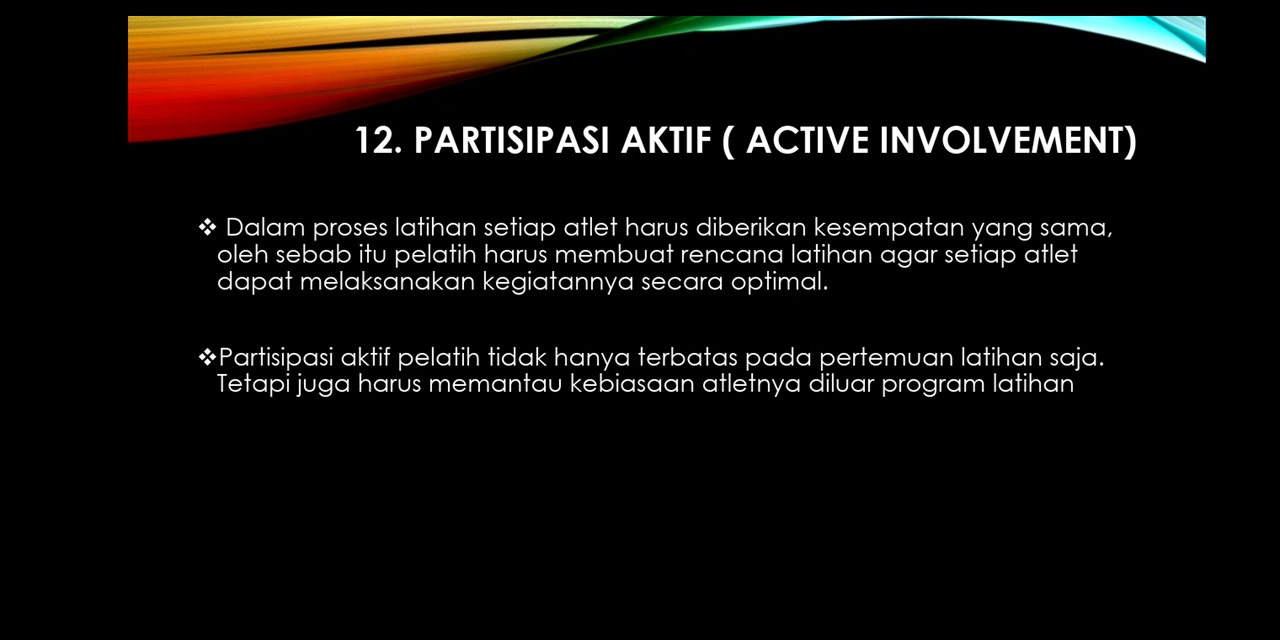 12. PARTISIPASI AKTIF ( ACTIVE INVOLVEMENT)
❖ Dalam proses latihan setiap atlet harus diberikan kesempatan yang sama,
oleh sebab itu pelatih harus membuat rencana latihan agar setiap atlet
dapat melaksanakan kegiatannya secara optimal.
❖Partisipasi aktif pelatih tidak hanya terbatas pada pertemuan latihan saja.
Tetapi juga harus memantau kebiasaan atletnya diluar program latihan